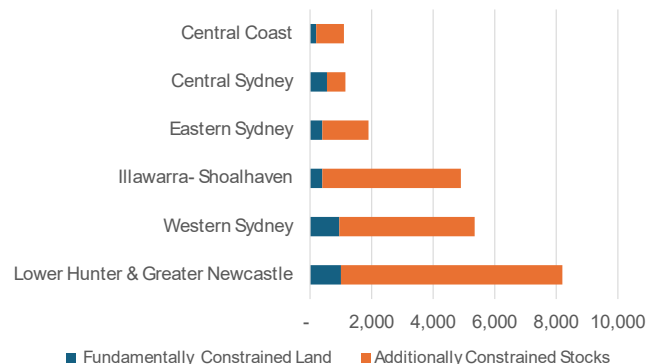 Central Coast
Central Sydney
Eastern Sydney
Illawarra- Shoalhaven
Western Sydney
Lower Hunter & Greater Newcastle
- 2,000 4,000 6,000 8,000 10,000
Fundamentally Constrained Land Additionally Constrained Stocks